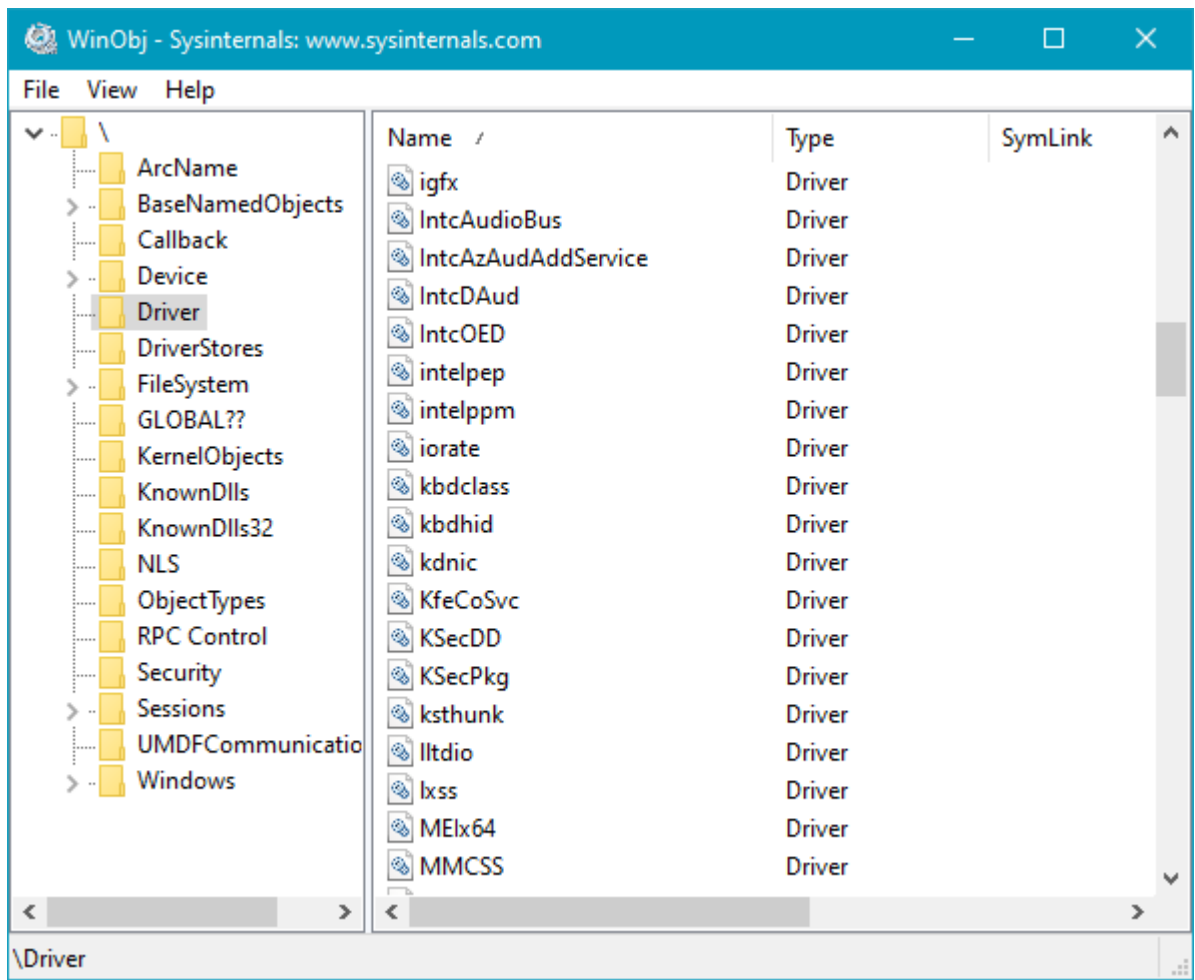 WinObj - Sysinternals: www.sysinternals.com
File View Help
\
ArcName
BaseNamedObjects
Callback
Device
Driver
DriverStores
FileSystem
GLOBAL??
KernelObjects
KnownDlls
KnownDlls32
NLS
ObjectTypes
RPC Control
Security
Sessions
UMDFCommunicatio
Windows
Name Type SymLink
igfx Driver
IntcAudioBus Driver
IntcAzAudAddService Driver
IntcDAud Driver
IntcOED Driver
intelpep Driver
intelppm Driver
iorate Driver
kbdclass Driver
kbdhid Driver
kdnic Driver
KfeCoSvc Driver
KSecDD Driver
KSecPkg Driver
ksthunk Driver
lltdio Driver
lxss Driver
MEIx64 Driver
MMCSS Driver
\Driver